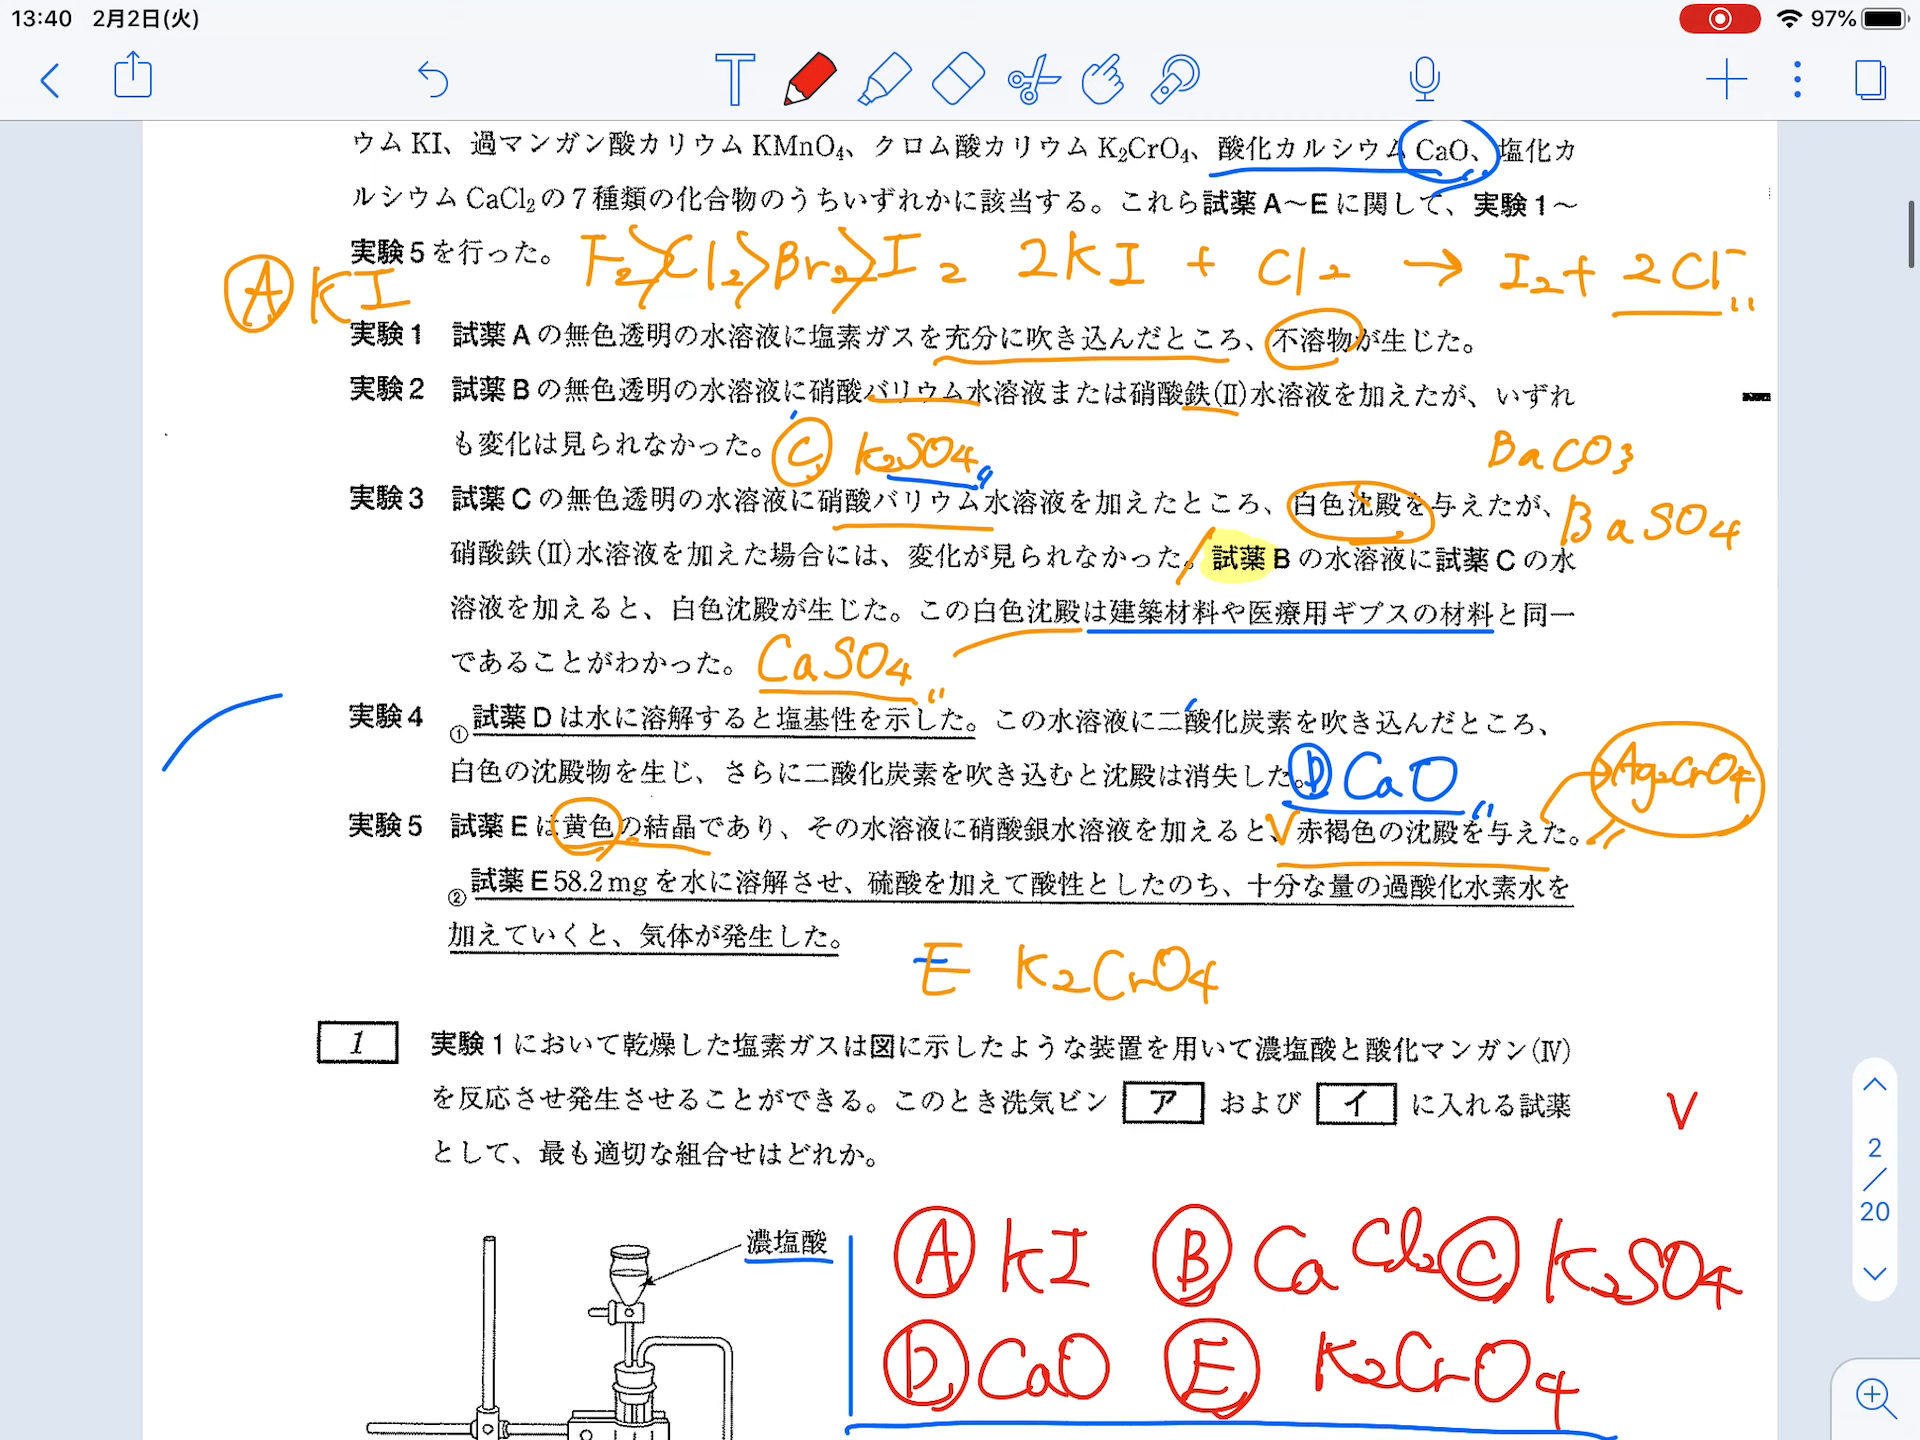 13:40 2月2日(火)
97%
ウム KI、過マンガン酸カリウム KMnO₄、クロム酸カリウム K₂CrO₄、酸化カルシウム CaO、塩化カ
ルシウム CaCl₂の7種類の化合物のうちいずれかに該当する。これら試薬A〜Eに関して、実験1〜
実験5を行った。
F₂>Cl₂>Br₂>I₂ 2KI + Cl₂ → I₂+ 2Cl⁻
Ⓐ KI
実験1 試薬Aの無色透明の水溶液に塩素ガスを充分に吹き込んだところ、不溶物が生じた。
実験2 試薬Bの無色透明の水溶液に硝酸バリウム水溶液または硝酸鉄(Ⅱ)水溶液を加えたが、いずれ
も変化は見られなかった。
Ⓒ K₂SO₄
BaCO₃
実験3 試薬Cの無色透明の水溶液に硝酸バリウム水溶液を加えたところ、白色沈殿を与えたが、
BaSO₄
硝酸鉄(Ⅱ)水溶液を加えた場合には、変化が見られなかった。試薬Bの水溶液に試薬Cの水
溶液を加えると、白色沈殿が生じた。この白色沈殿は建築材料や医療用ギプスの材料と同一
であることがわかった。
CaSO₄
実験4 ①試薬Dは水に溶解すると塩基性を示した。この水溶液に二酸化炭素を吹き込んだところ、
白色の沈殿物を生じ、さらに二酸化炭素を吹き込むと沈殿は消失した。
Ⓓ CaO
Ag₂CrO₄
実験5 試薬Eは黄色の結晶であり、その水溶液に硝酸銀水溶液を加えると、赤褐色の沈殿を与えた。
②試薬E 58.2 mgを水に溶解させ、硫酸を加えて酸性としたのち、十分な量の過酸化水素水を
加えていくと、気体が発生した。
E K₂CrO₄
1 実験1において乾燥した塩素ガスは図に示したような装置を用いて濃塩酸と酸化マンガン(Ⅳ)
を反応させ発生させることができる。このとき洗気ビン ア および イ に入れる試薬
として、最も適切な組合せはどれか。
濃塩酸
Ⓐ KI Ⓑ CaCl₂ Ⓒ K₂SO₄
Ⓓ CaO Ⓔ K₂CrO₄
2
/
20